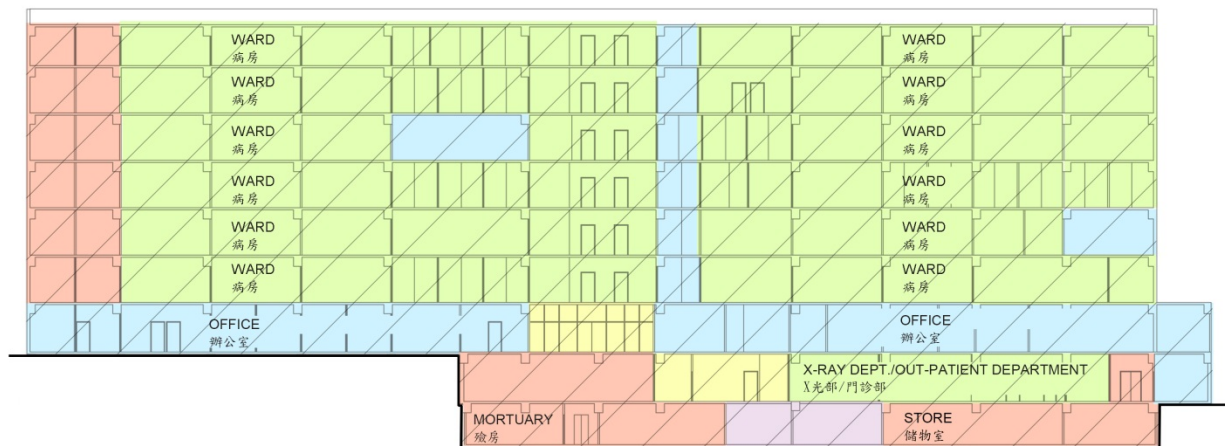 WARD
病房
WARD
病房
WARD
病房
WARD
病房
WARD
病房
WARD
病房
WARD
病房
WARD
病房
WARD
病房
WARD
病房
WARD
病房
WARD
病房
OFFICE
辦公室
OFFICE
辦公室
X-RAY DEPT./OUT-PATIENT DEPARTMENT
X光部/門診部
MORTUARY
殮房
STORE
儲物室